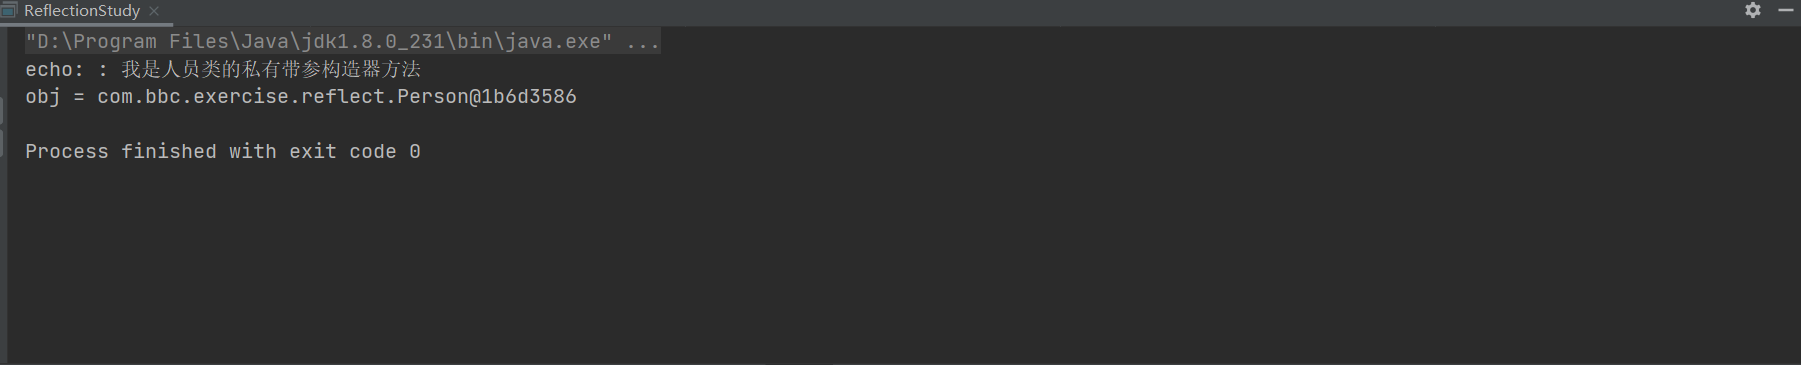 ReflectionStudy
"D:\Program Files\Java\jdk1.8.0_231\bin\java.exe" ...
echo: : 我是人员类的私有带参构造器方法
obj = com.bbc.exercise.reflect.Person@1b6d3586
Process finished with exit code 0